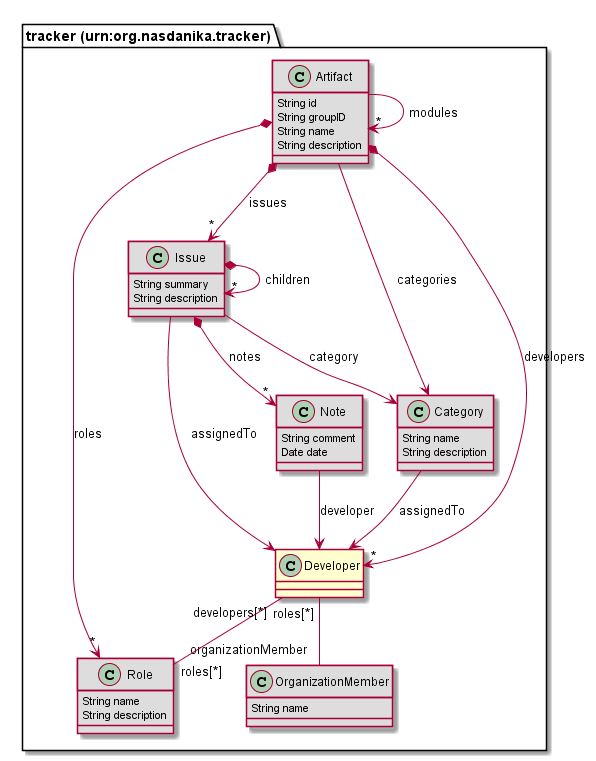 tracker (urn:org.nasdanika.tracker)
C Artifact
String id
String groupID
String name
String description
modules
*
issues
*
C Issue
String summary
String description
children
*
categories
notes
category
developers
*
C Note
String comment
Date date
C Category
String name
String description
roles
assignedTo
developer
assignedTo
*
C Developer
developers[*]
roles[*]
organizationMember
*
roles[*]
C Role
String name
String description
C OrganizationMember
String name